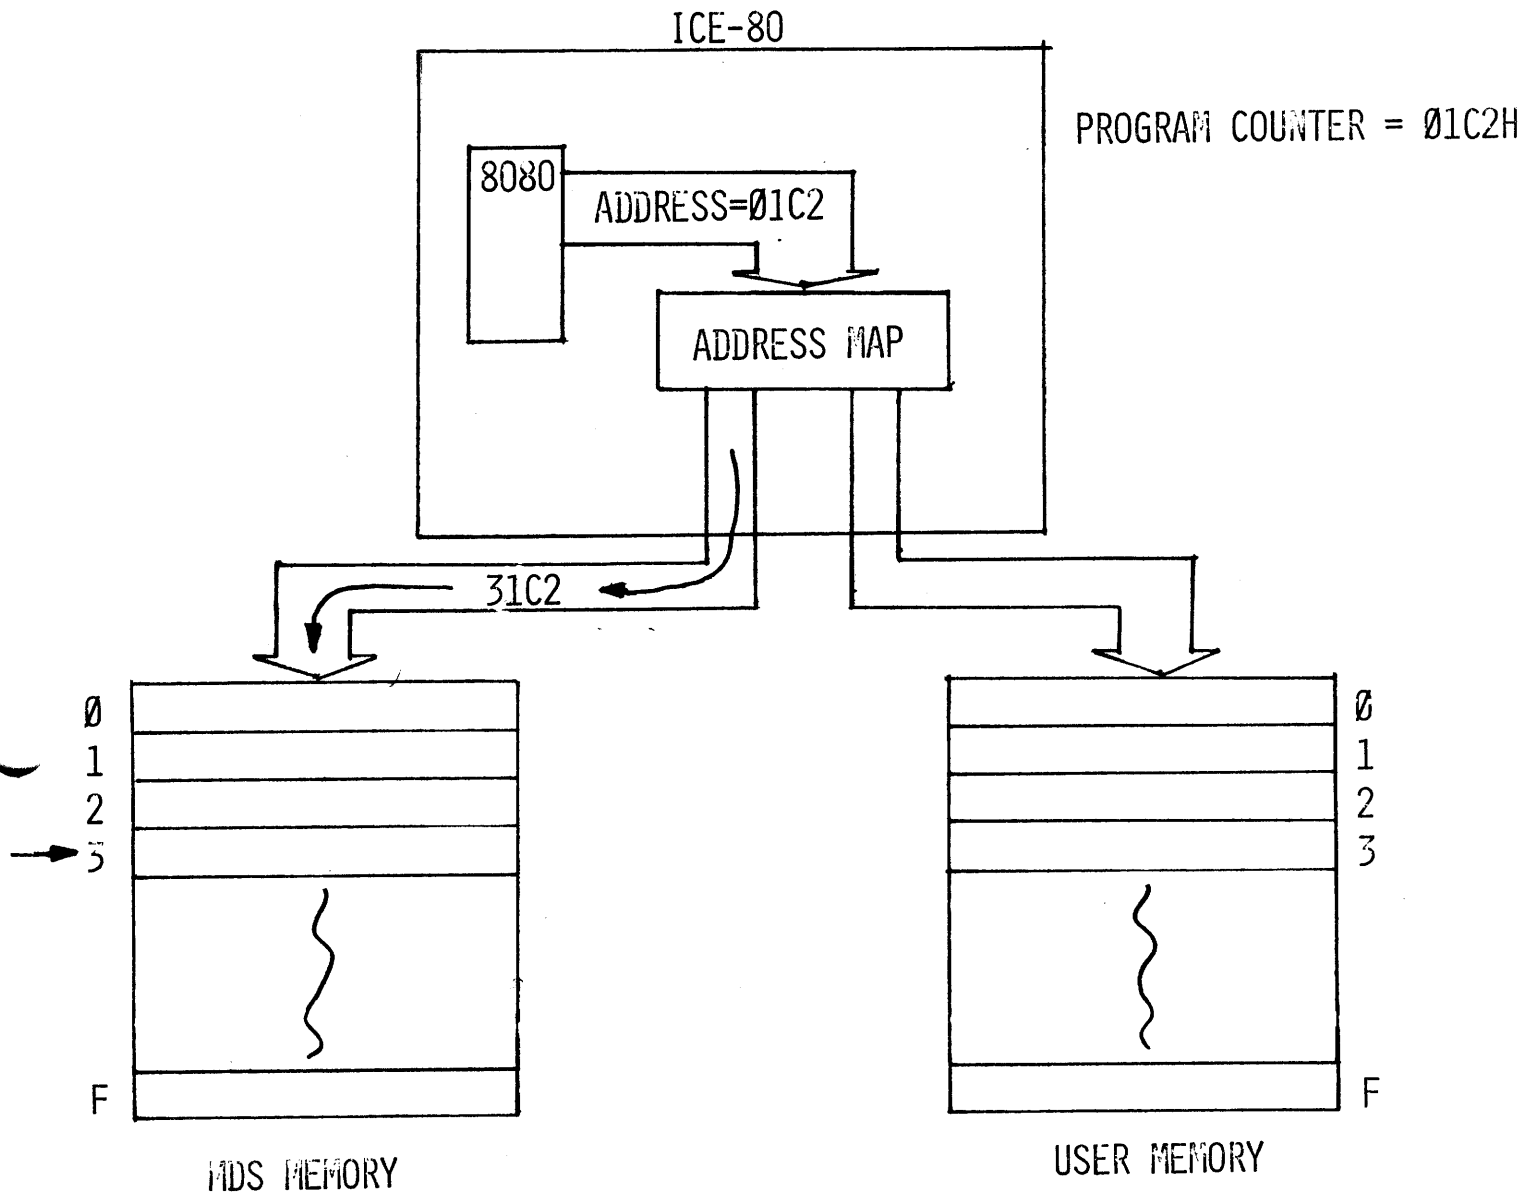 ICE-80
PROGRAM COUNTER = Ø1C2H
8080
ADDRESS=Ø1C2
ADDRESS MAP
31C2
Ø
1
2
3
F
Ø
1
2
3
F
MDS MEMORY
USER MEMORY